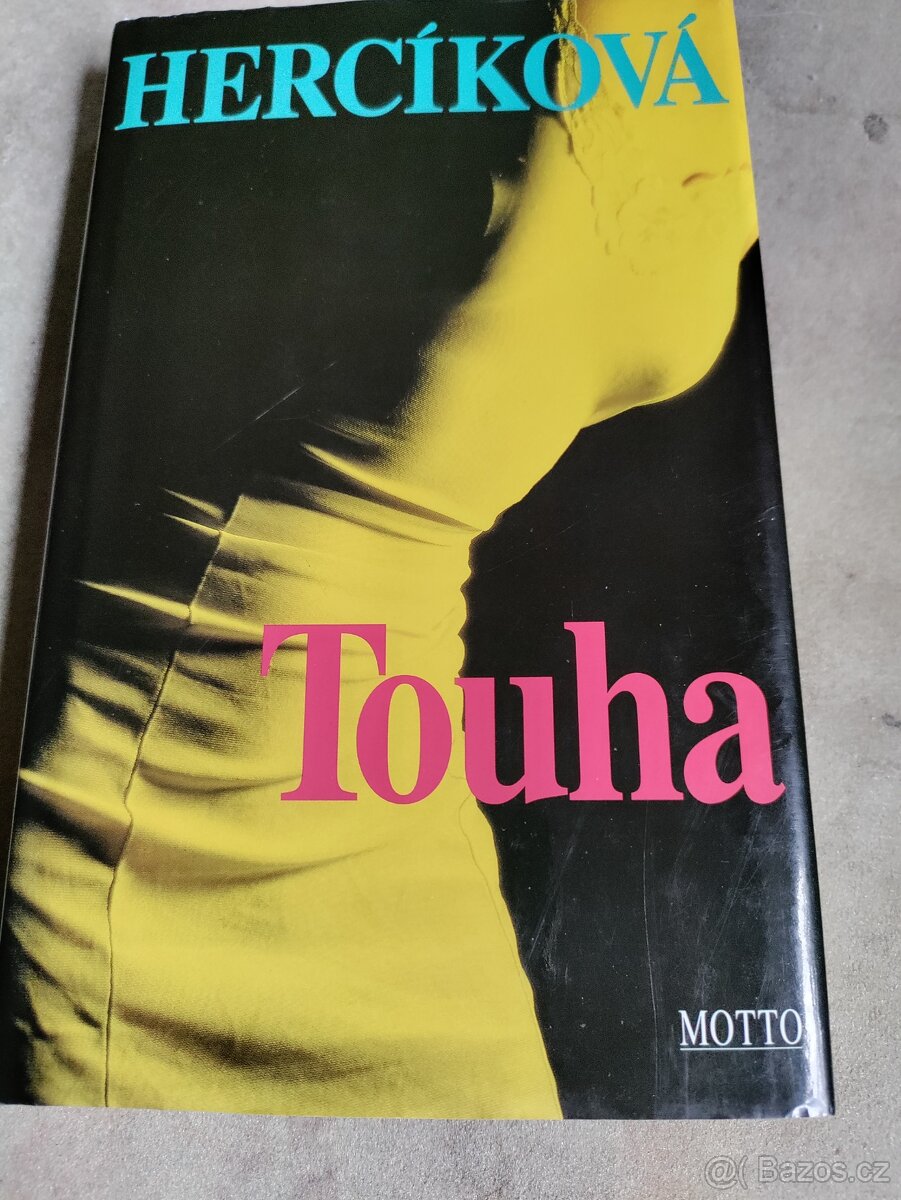 HERCÍKOVÁ
Touha
MOTTO
@( Bazos.cz